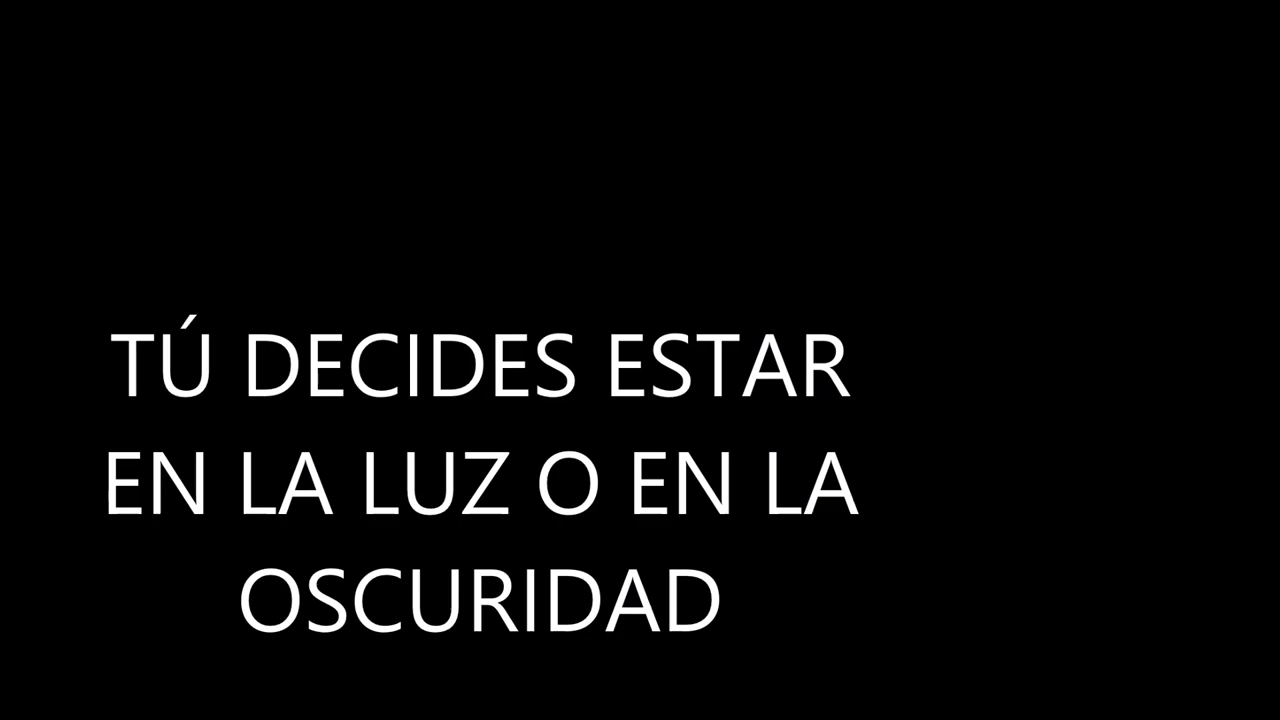 TÚ DECIDES ESTAR
EN LA LUZ O EN LA
OSCURIDAD